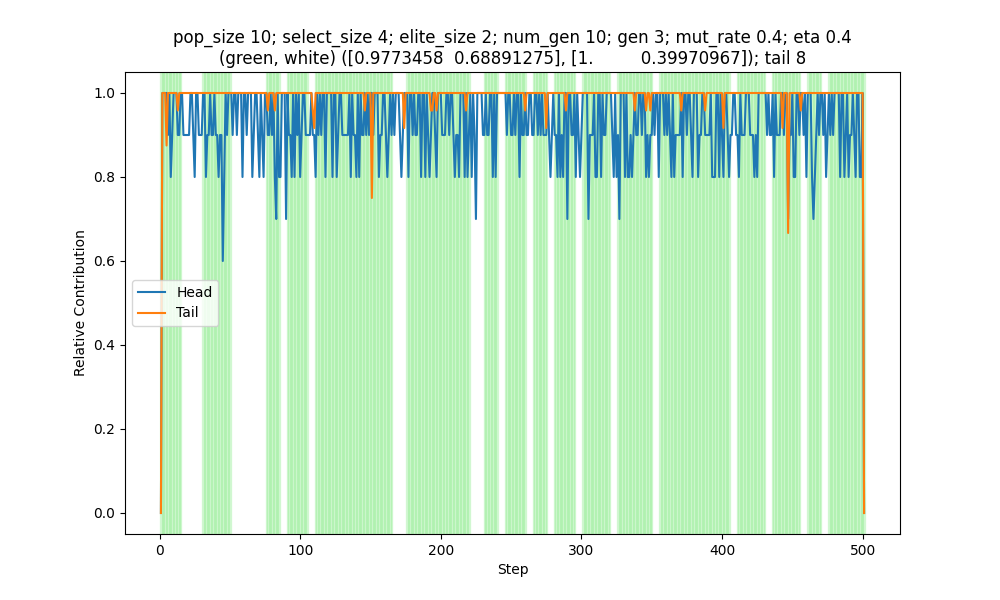 pop_size 10; select_size 4; elite_size 2; num_gen 10; gen 3; mut_rate 0.4; eta 0.4
(green, white) ([0.9773458  0.68891275], [1.         0.39970967]); tail 8
1.0
0.8
0.6
0.4
0.2
0.0
Relative Contribution
Head
Tail
0
100
200
300
400
500
Step